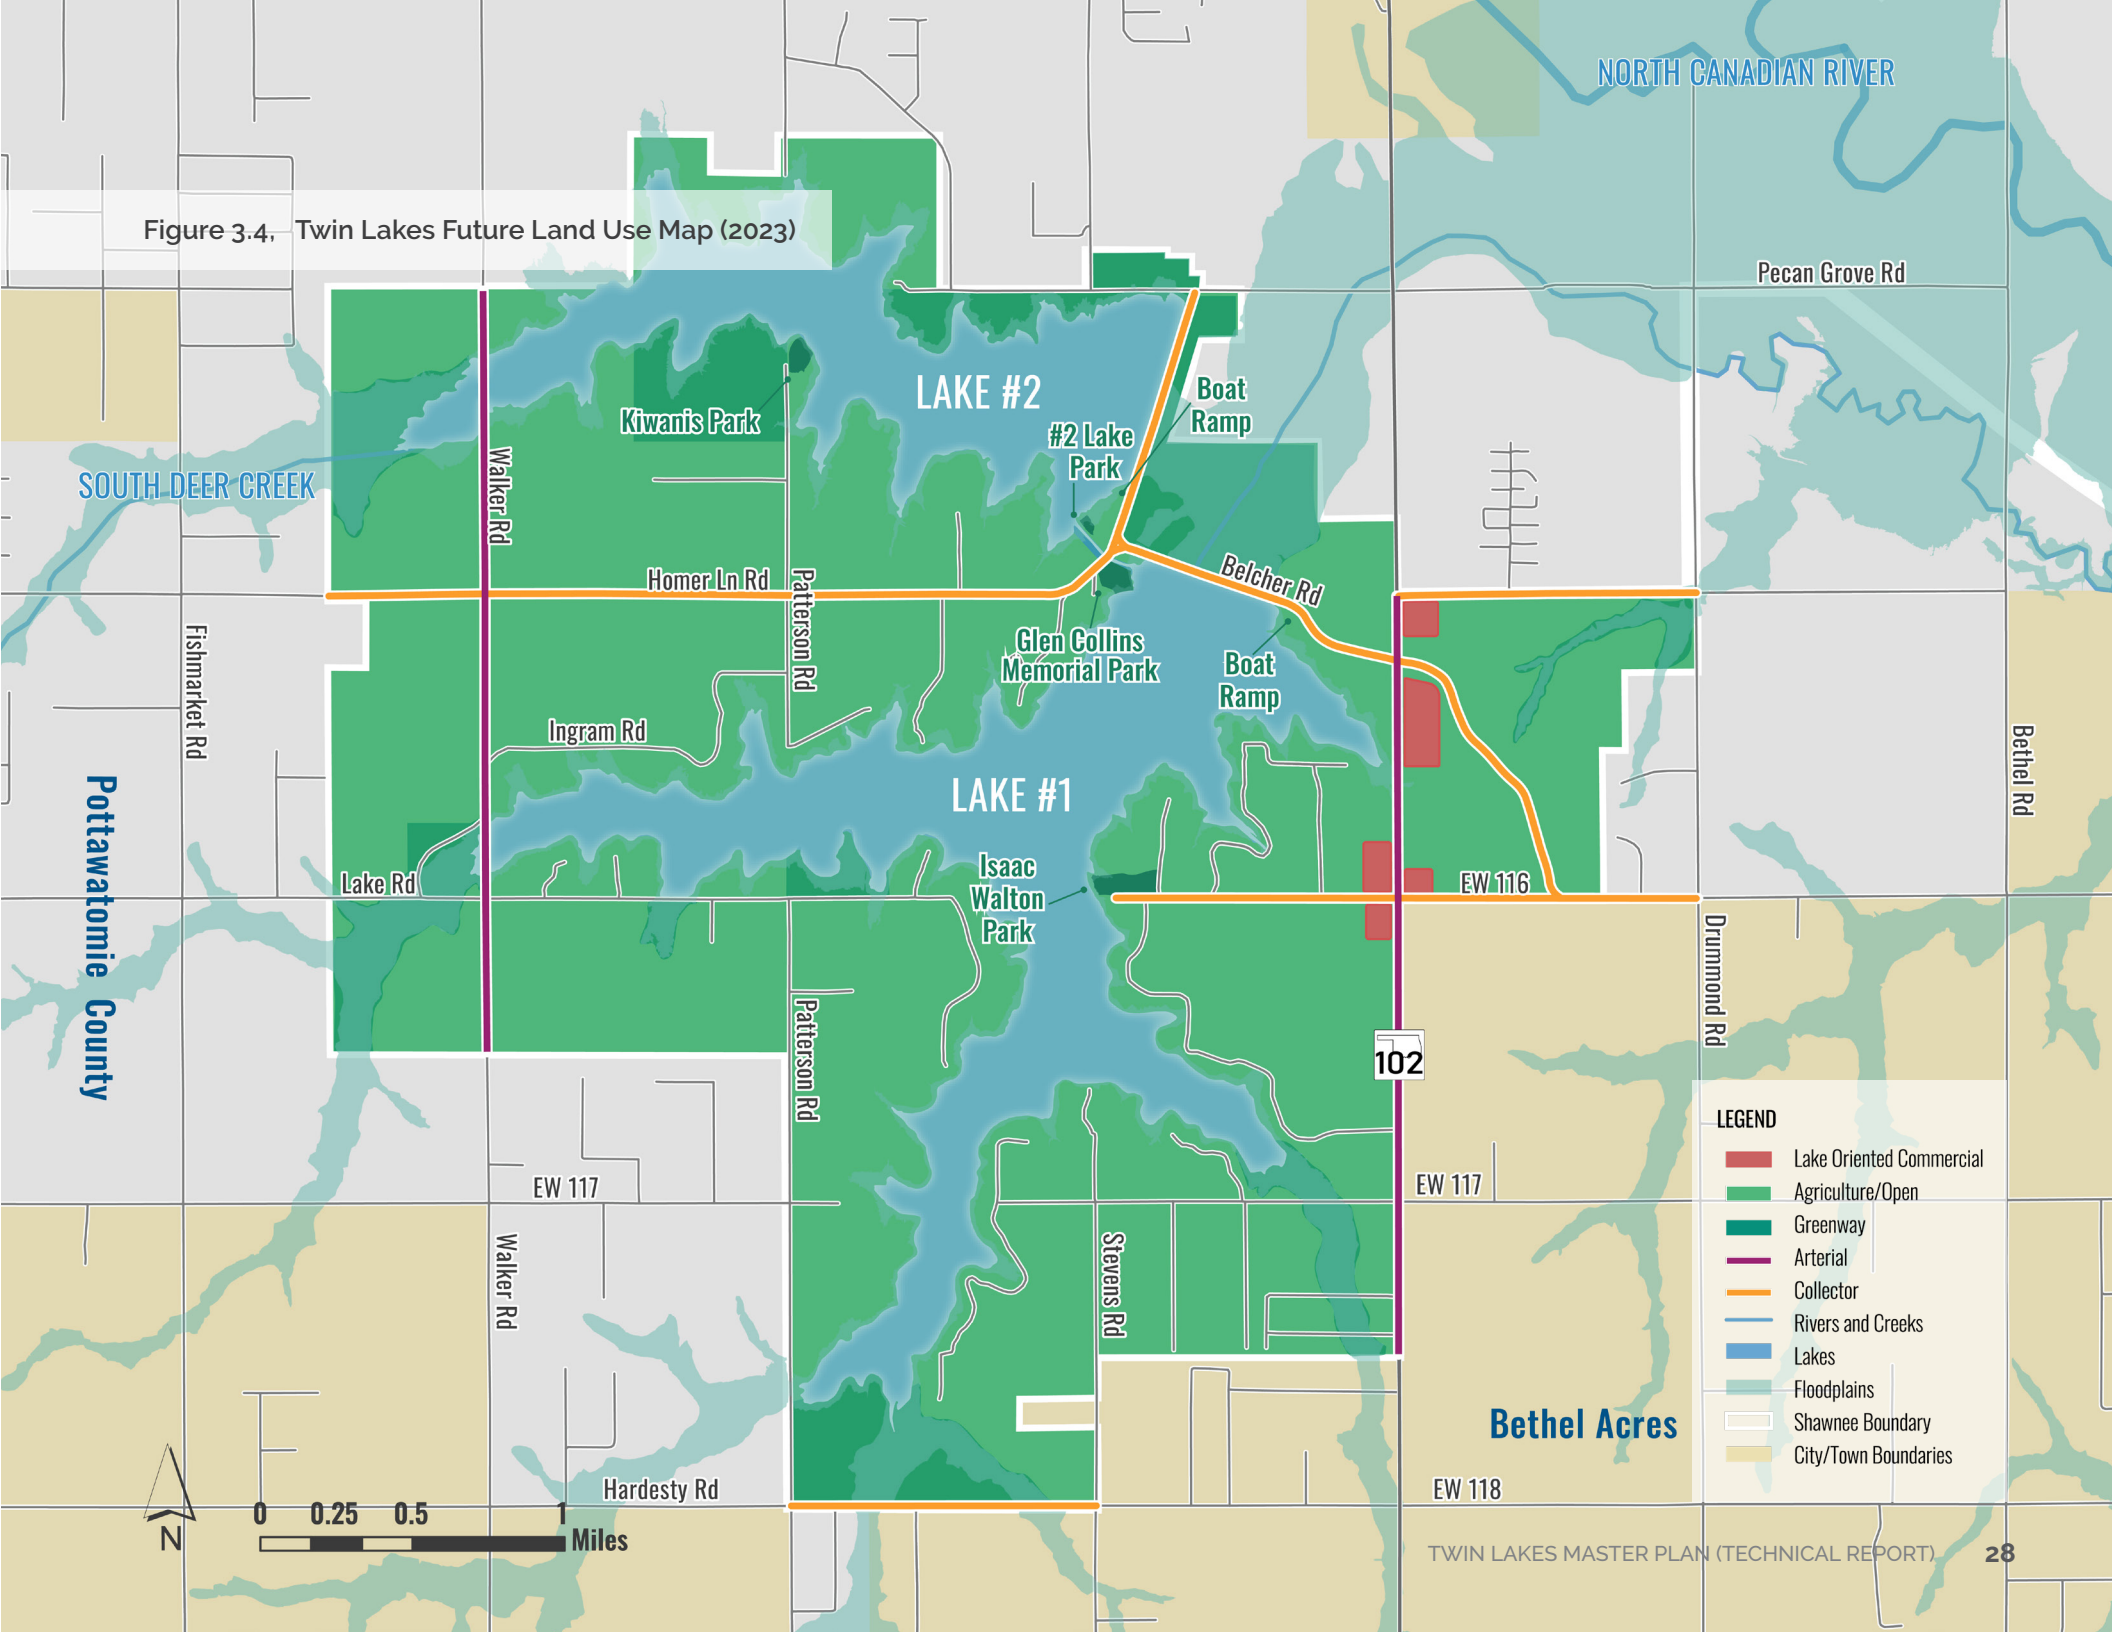 NORTH CANADIAN RIVER
Figure 3.4,   Twin Lakes Future Land Use Map (2023)
Pecan Grove Rd
LAKE #2
Boat
Ramp
Kiwanis Park
#2 Lake
Park
SOUTH DEER CREEK
Walker Rd
Homer Ln Rd
Patterson Rd
Belcher Rd
Fishmarket Rd
Glen Collins
Memorial Park
Boat
Ramp
Ingram Rd
Bethel Rd
LAKE #1
Pottawatomie County
Isaac
Walton
Park
Lake Rd
EW 116
Drummond Rd
Patterson Rd
102
EW 117
EW 117
Walker Rd
Stevens Rd
LEGEND
Lake Oriented Commercial
Agriculture/Open
Greenway
Arterial
Collector
Rivers and Creeks
Lakes
Floodplains
Shawnee Boundary
City/Town Boundaries
Bethel Acres
Hardesty Rd
EW 118
N
0 0.25 0.5 1
Miles
TWIN LAKES MASTER PLAN (TECHNICAL REPORT) 28